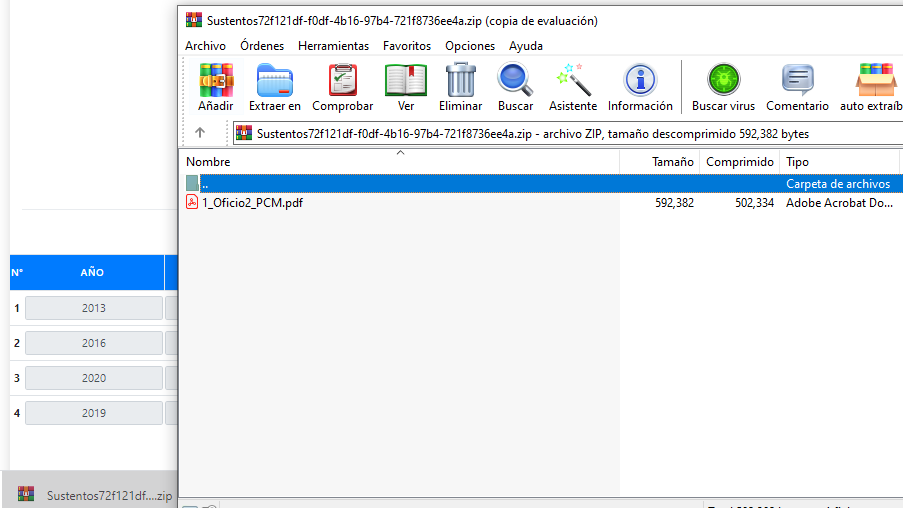 Sustentos72f121df-f0df-4b16-97b4-721f8736ee4a.zip (copia de evaluación)
Archivo Órdenes Herramientas Favoritos Opciones Ayuda
Añadir Extraer en Comprobar Ver Eliminar Buscar Asistente Información Buscar virus Comentario auto extraíb
Sustentos72f121df-f0df-4b16-97b4-721f8736ee4a.zip - archivo ZIP, tamaño descomprimido 592,382 bytes
Nombre Tamaño Comprimido Tipo
.. Carpeta de archivos
1_Oficio2_PCM.pdf 592,382 502,334 Adobe Acrobat Do...
N° AÑO
1 2013
2 2016
3 2020
4 2019
Sustentos72f121df....zip